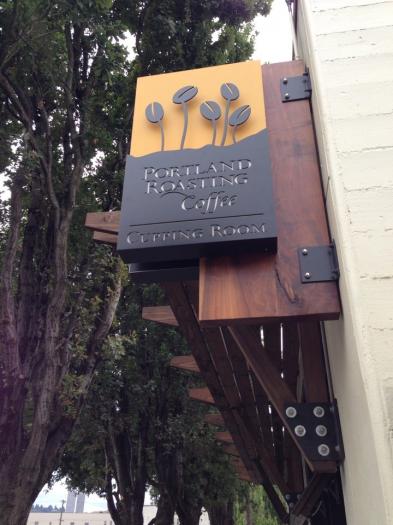 PORTLAND
ROASTING
Coffee
CUPPING ROOM